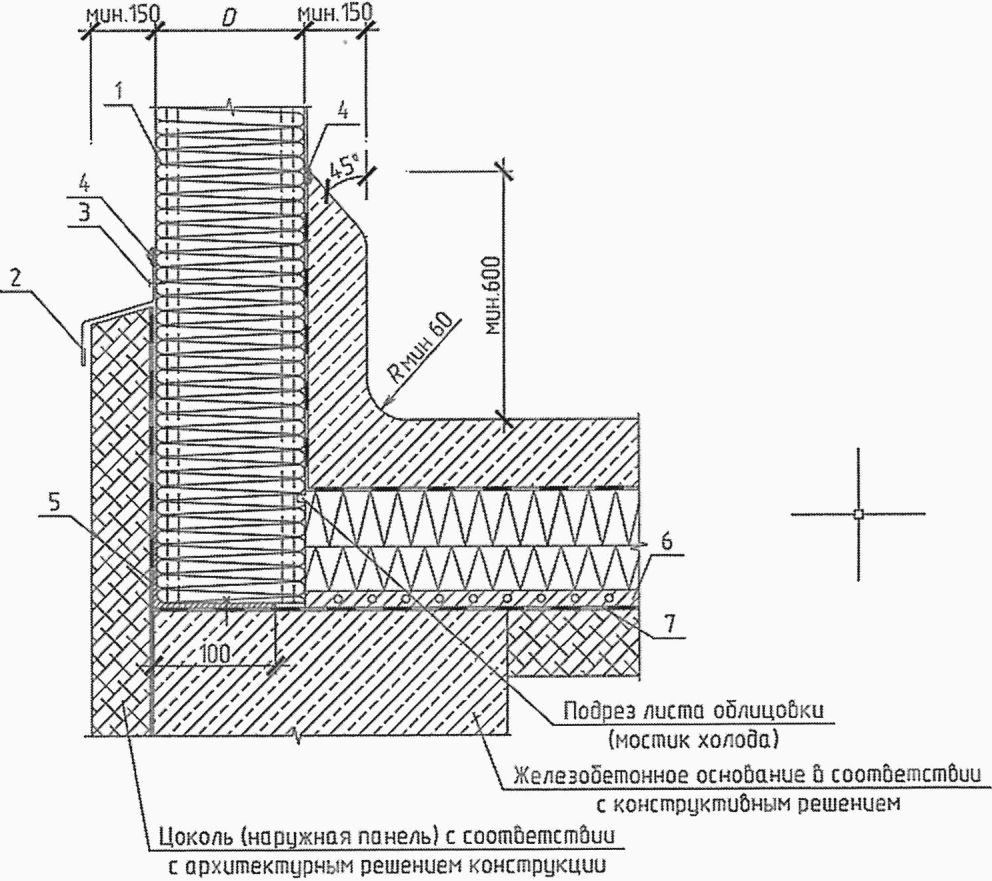 мин.150
D
мин.150
1
4
45°
4
3
2
мин.600
Rмин 60
5
6
7
100
Подрез листа облицовки
(мостик холода)
Железобетонное основание в соответствии
с конструктивным решением
Цоколь (наружная панель) с соответствии
с архитектурным решением конструкции